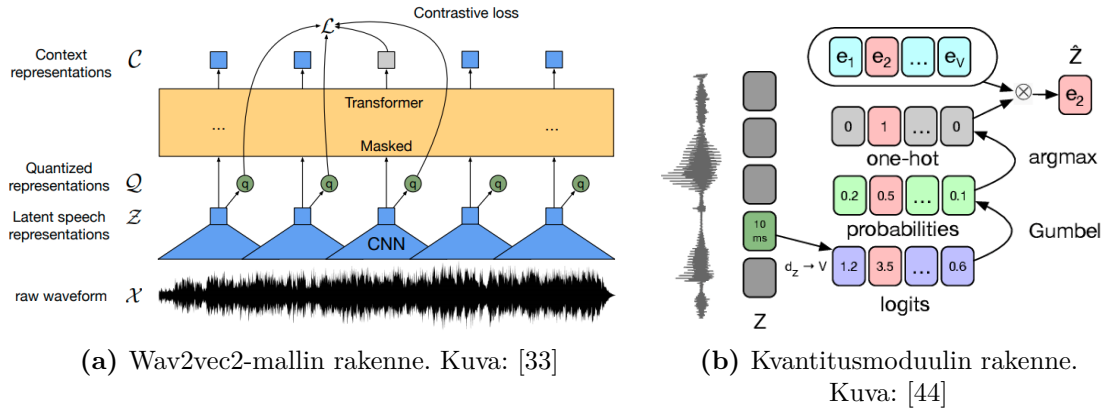 Contrastive loss
ℒ
Context
representations
𝒞
Transformer
...
...
Masked
Quantized
representations
𝒬
q
q
q
q
q
Latent speech
representations
𝒵
CNN
raw waveform
𝒳
(a) Wav2vec2-mallin rakenne. Kuva: [33]
e₁ e₂ ... eᵥ
Ẑ
⊗
e₂
0 1 ... 0
one-hot
argmax
0.2 0.5 ... 0.1
probabilities
Gumbel
10
ms
d_z → V
1.2 3.5 ... 0.6
logits
Z
(b) Kvantitusmoduulin rakenne.
Kuva: [44]